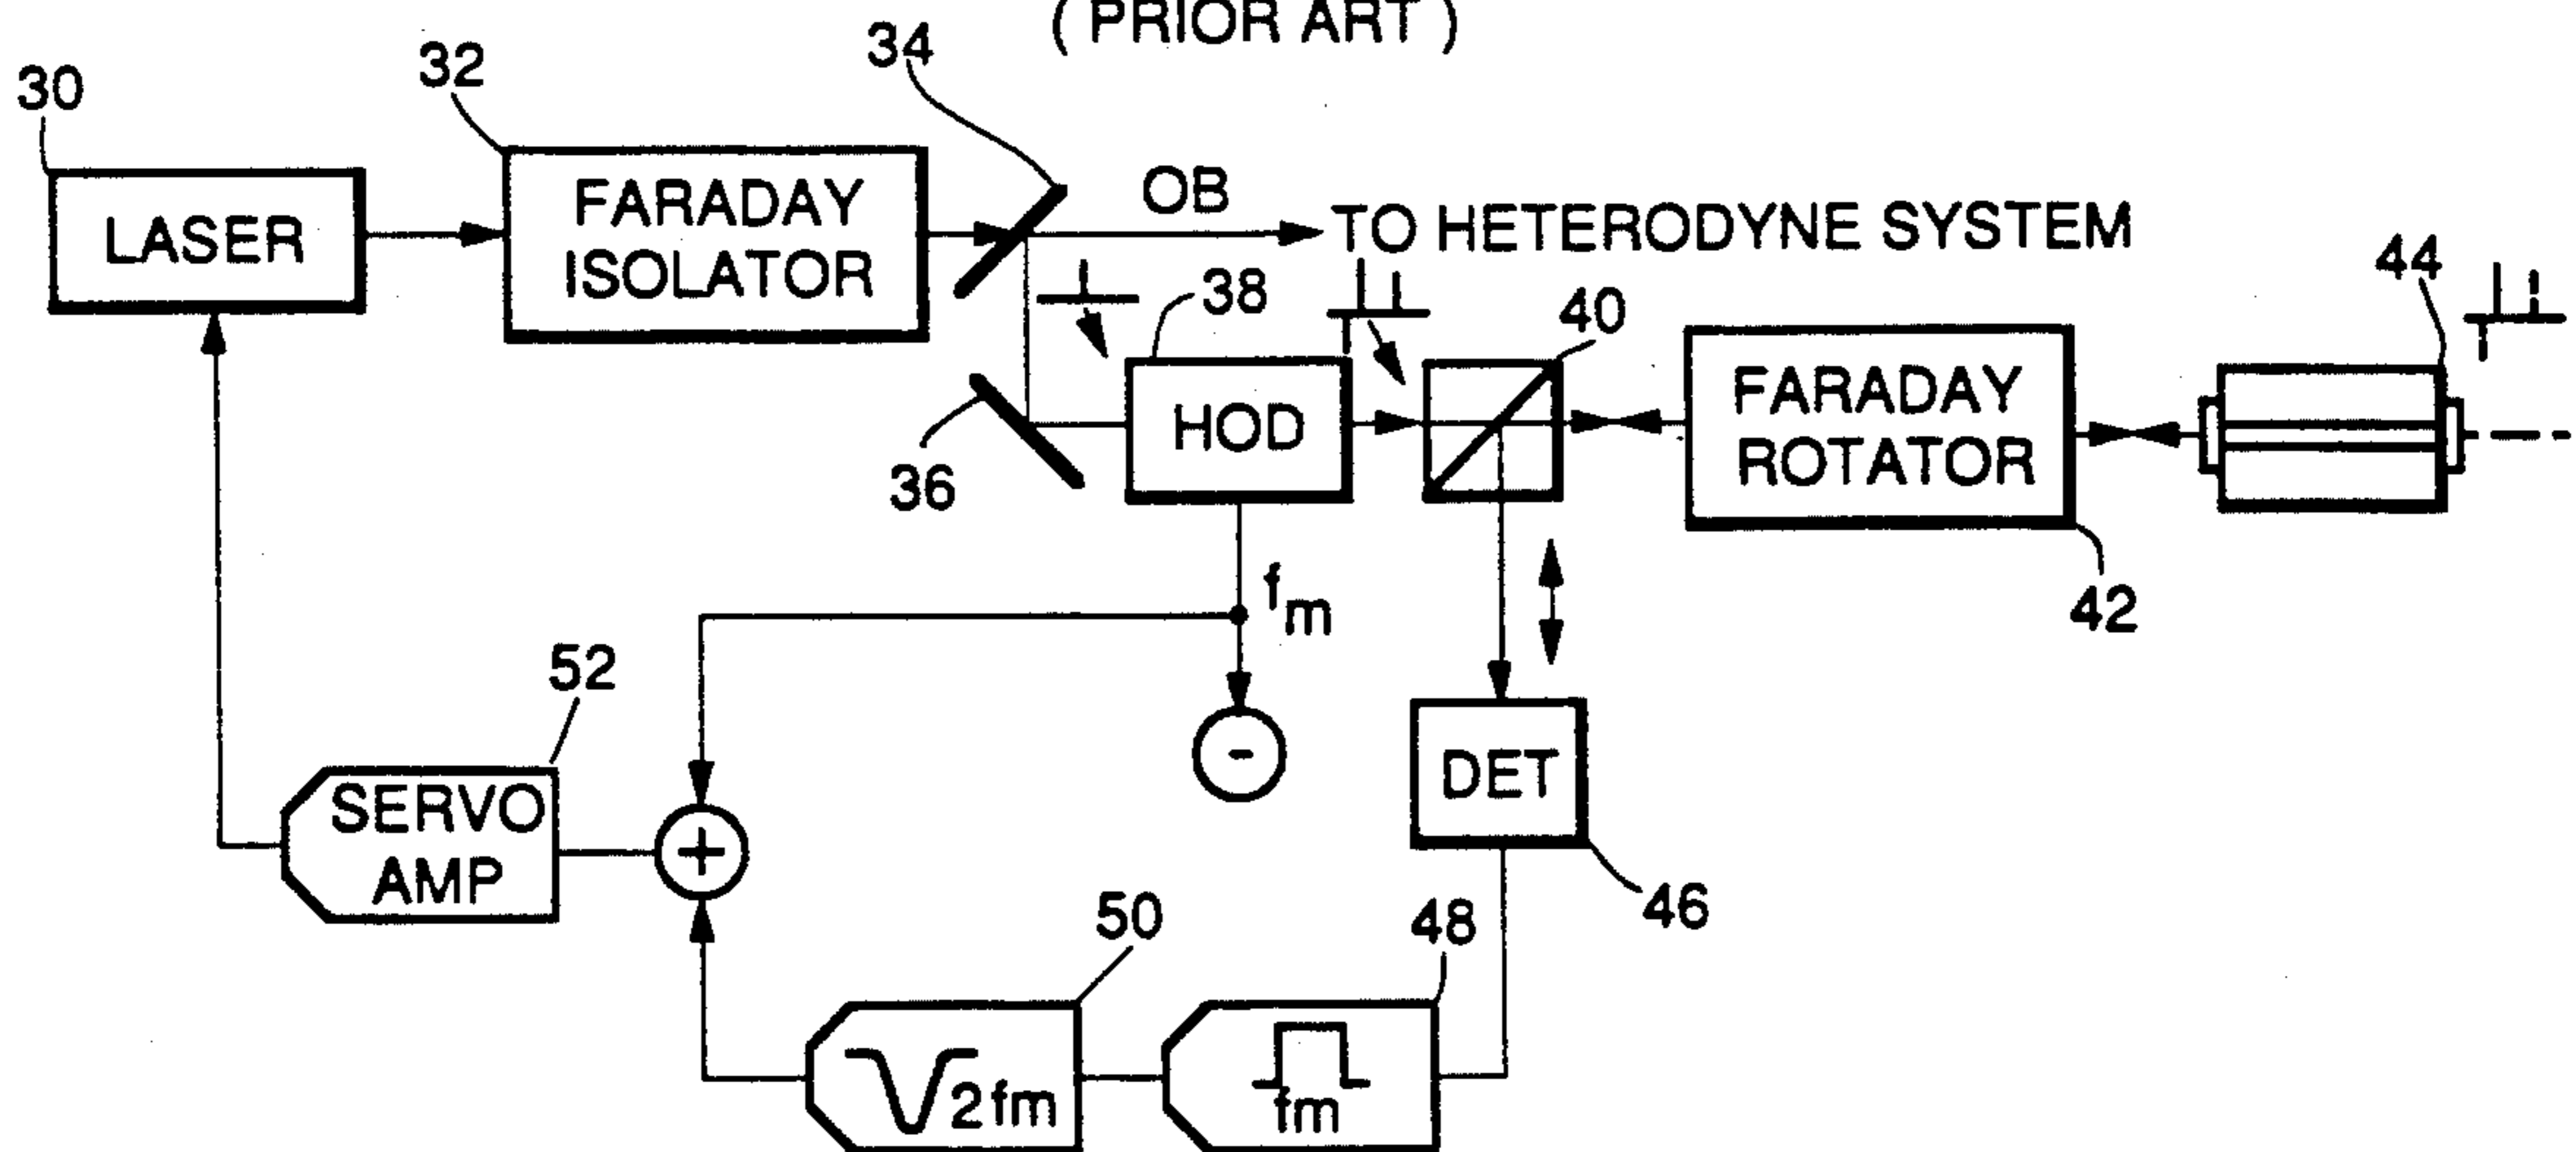 ( PRIOR ART )
30
32
34
LASER
FARADAY
ISOLATOR
OB
TO HETERODYNE SYSTEM
44
38
40
36
HOD
FARADAY
ROTATOR
42
fm
52
-
DET
46
SERVO
AMP
+
50
48
2fm
fm